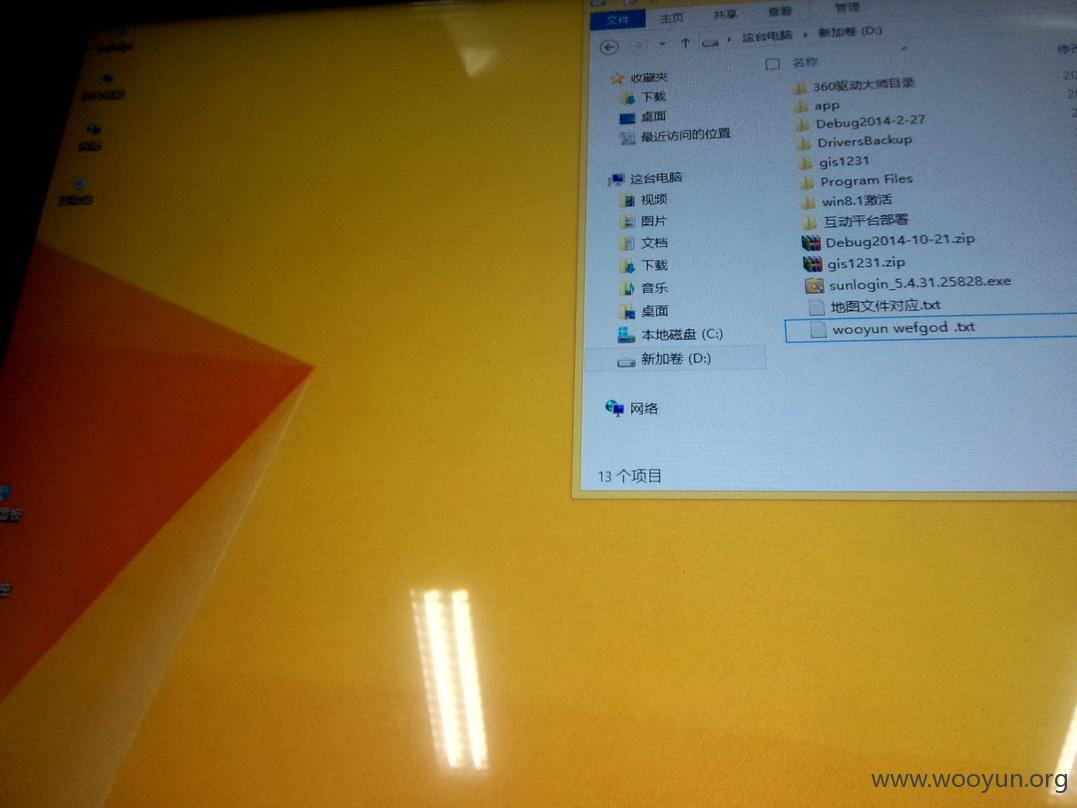 文件 主页 共享 查看 管理
这台电脑 新加卷 (D:)
名称
收藏夹
下载
桌面
最近访问的位置
这台电脑
视频
图片
文档
下载
音乐
桌面
本地磁盘 (C:)
新加卷 (D:)
网络
360驱动大师目录
app
Debug2014-2-27
DriversBackup
gis1231
Program Files
win8.1激活
互动平台部署
Debug2014-10-21.zip
gis1231.zip
sunlogin_5.4.31.25828.exe
地图文件对应.txt
wooyun wefgod .txt
13 个项目
www.wooyun.org